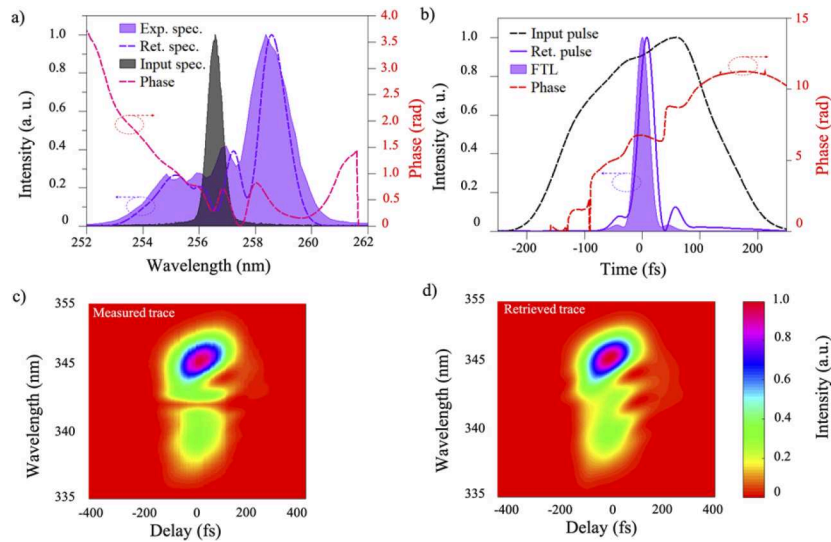 a)
Exp. spec.
Ret. spec.
Input spec.
Phase
1.0
0.8
0.6
0.4
0.2
0
Intensity (a. u.)
4.0
3.5
3.0
2.5
2.0
1.5
1.0
0.5
0
Phase (rad)
252 254 256 258 260 262
Wavelength (nm)
b)
Input pulse
Ret. pulse
FTL
Phase
1.0
0.8
0.6
0.4
0.2
0.0
Intensity (a. u.)
15
10
5
0
Phase (rad)
-200 -100 0 100 200
Time (fs)
c)
Measured trace
355
345
340
335
Wavelength (nm)
-400 -200 0 200 400
Delay (fs)
d)
Retrieved trace
355
345
340
335
Wavelength (nm)
-400 -200 0 200 400
Delay (fs)
1.0
0.8
0.6
0.4
0.2
0
Intensity (a.u.)